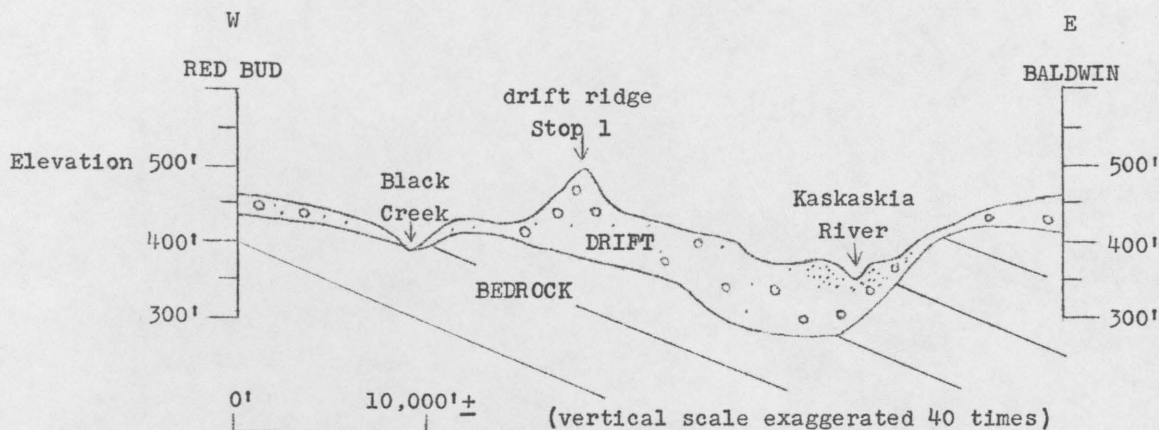 W
E
RED BUD
BALDWIN
drift ridge
Stop 1
Elevation
500'
500'
Black
Creek
Kaskaskia
River
400'
DRIFT
400'
BEDROCK
300'
300'
0'
10,000'±
(vertical scale exaggerated 40 times)